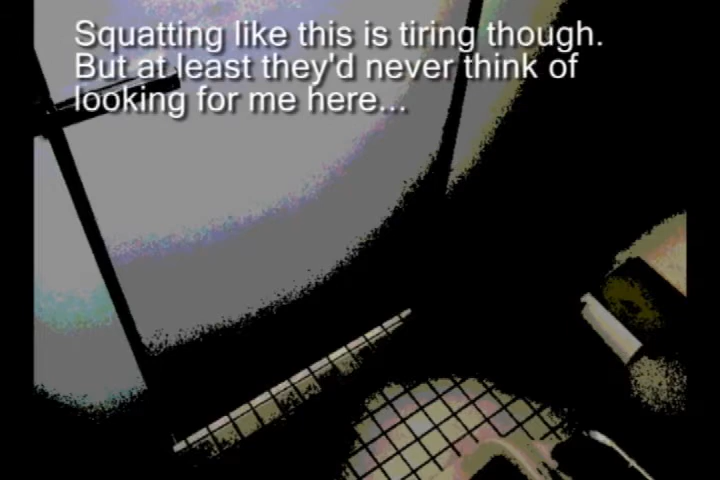 Squatting like this is tiring though.
But at least they'd never think of
looking for me here...